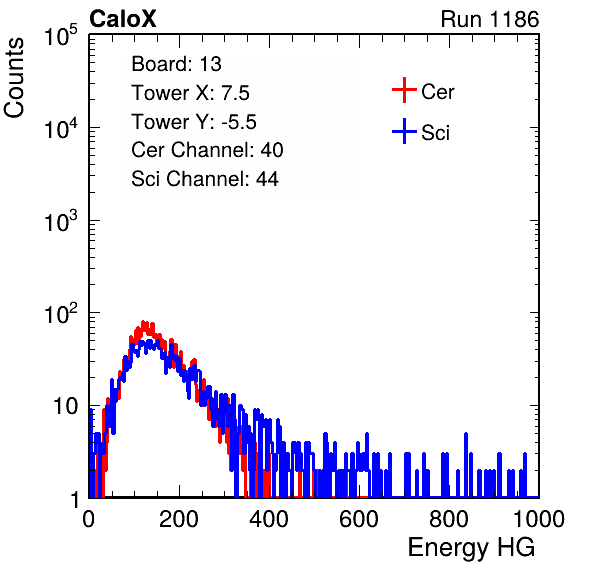 CaloX Run 1186
Counts
10^5
10^4
10^3
10^2
10
1
Board: 13
Tower X: 7.5
Tower Y: -5.5
Cer Channel: 40
Sci Channel: 44
Cer
Sci
0 200 400 600 800 1000
Energy HG